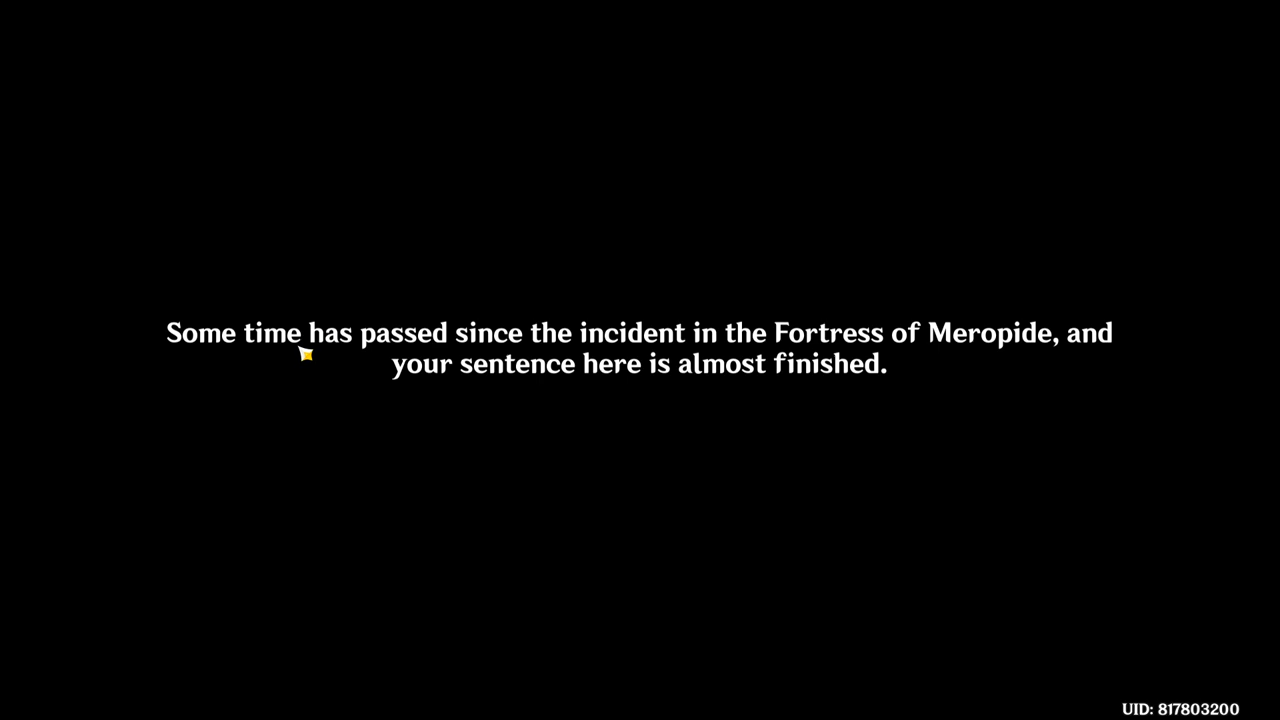 Some time has passed since the incident in the Fortress of Meropide, and
your sentence here is almost finished.
UID: 817803200